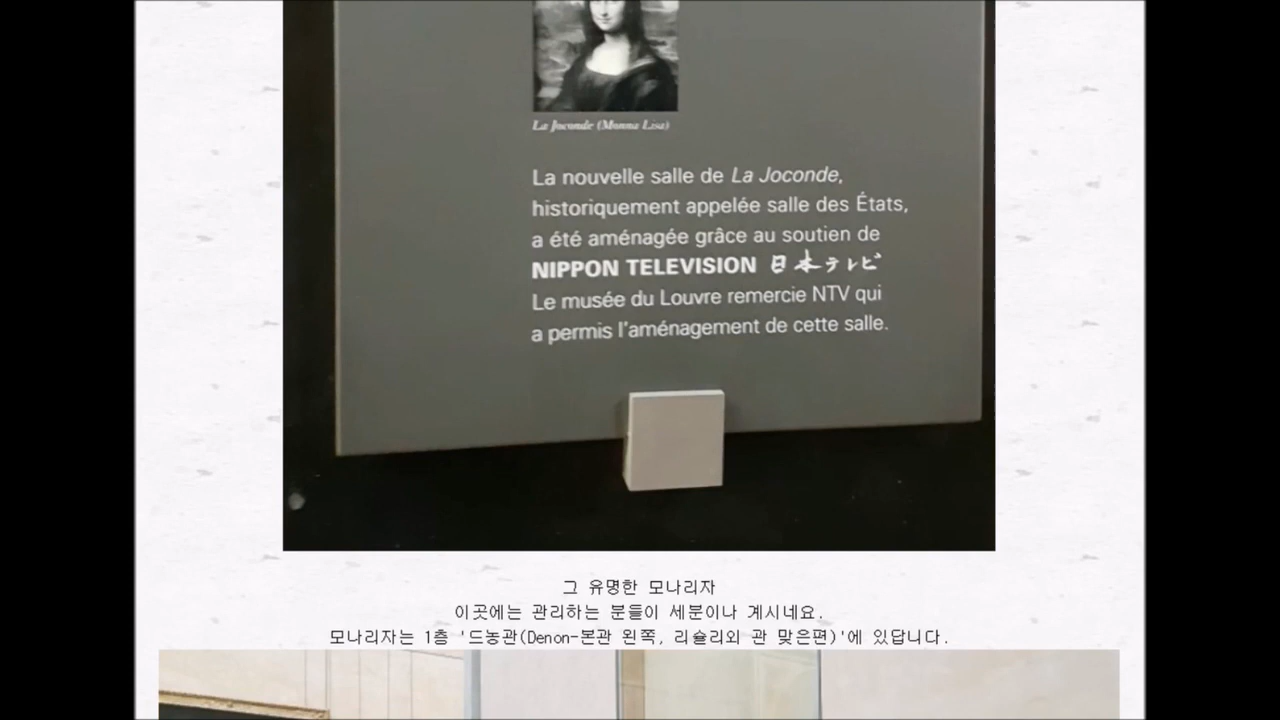 La Joconde (Monna Lisa)
La nouvelle salle de La Joconde,
historiquement appelée salle des États,
a été aménagée grâce au soutien de
NIPPON TELEVISION 日本テレビ
Le musée du Louvre remercie NTV qui
a permis l'aménagement de cette salle.
그 유명한 모나리자
이곳에는 관리하는 분들이 세분이나 계시네요.
모나리자는 1층 '드농관(Denon-본관 왼쪽, 리슐리외 관 맞은편)'에 있답니다.